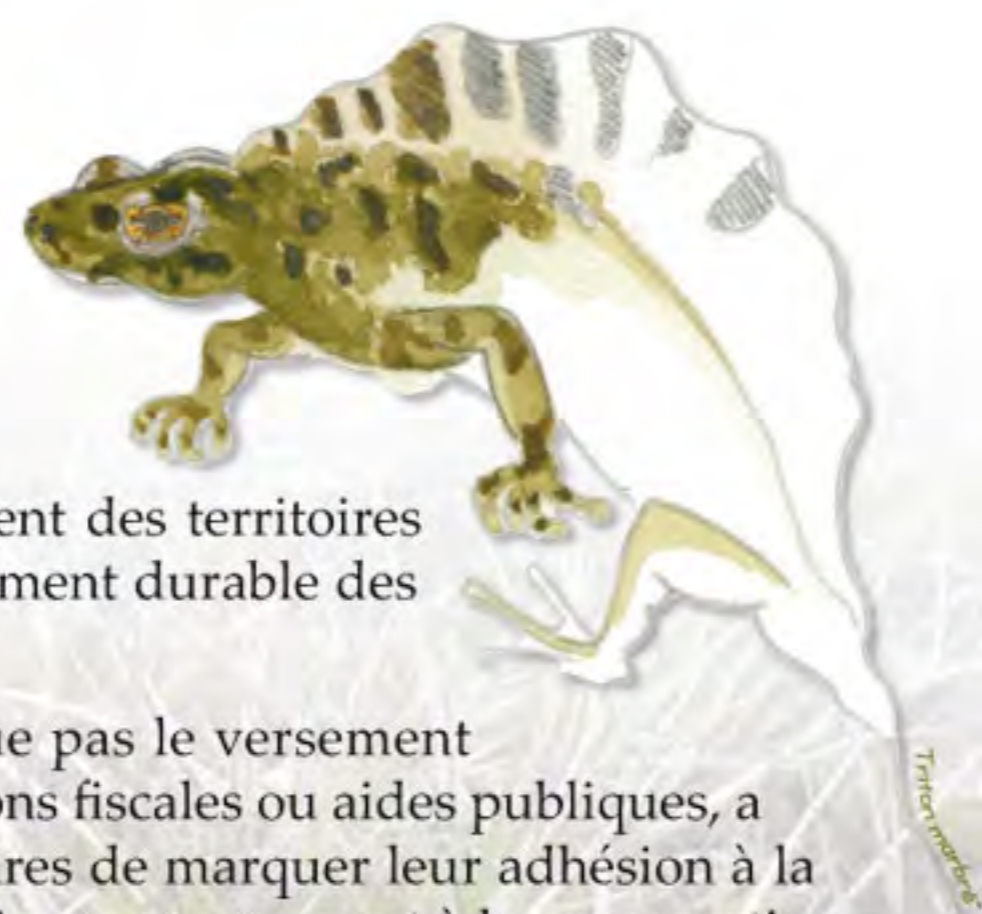 ent des territoires
ment durable des
ue pas le versement
ons fiscales ou aides publiques, a
ires de marquer leur adhésion à la
Triton marbré